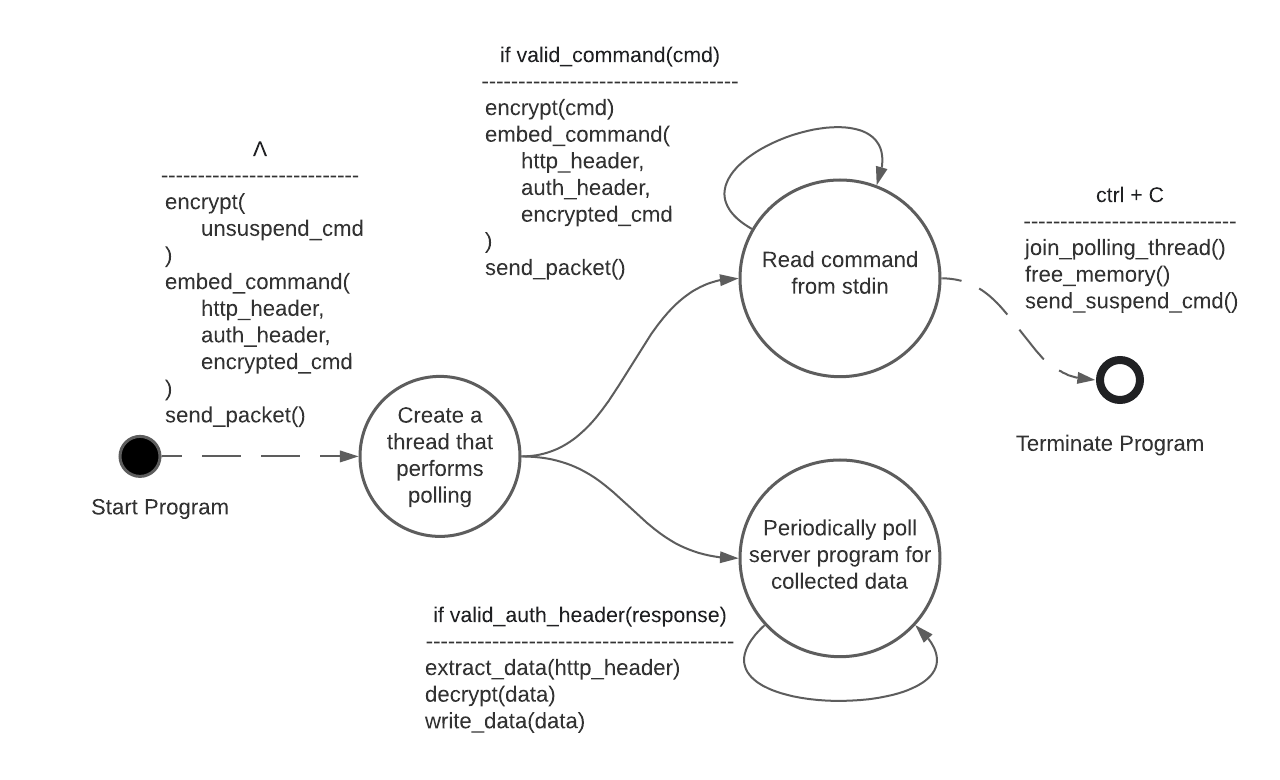 if valid_command(cmd)
-----------------------------------
encrypt(cmd)
embed_command(
http_header,
auth_header,
encrypted_cmd
)
send_packet()
Λ
---------------------------
encrypt(
unsuspend_cmd
)
embed_command(
http_header,
auth_header,
encrypted_cmd
)
send_packet()
Start Program
Create a
thread that
performs
polling
Read command
from stdin
ctrl + C
-----------------------------
join_polling_thread()
free_memory()
send_suspend_cmd()
Terminate Program
Periodically poll
server program for
collected data
if valid_auth_header(response)
------------------------------------------
extract_data(http_header)
decrypt(data)
write_data(data)